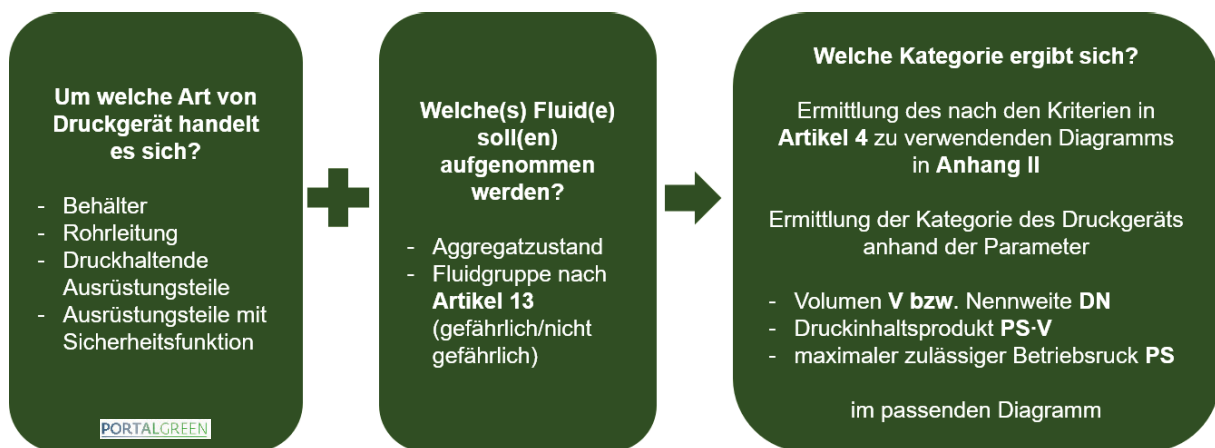 Um welche Art von
Druckgerät handelt
es sich?
- Behälter
- Rohrleitung
- Druckhaltende
Ausrüstungsteile
- Ausrüstungsteile mit
Sicherheitsfunktion
PORTALGREEN
Welche(s) Fluid(e)
soll(en)
aufgenommen
werden?
- Aggregatzustand
- Fluidgruppe nach
Artikel 13
(gefährlich/nicht
gefährlich)
Welche Kategorie ergibt sich?
Ermittlung des nach den Kriterien in
Artikel 4 zu verwendenden Diagramms
in Anhang II
Ermittlung der Kategorie des Druckgeräts
anhand der Parameter
- Volumen V bzw. Nennweite DN
- Druckinhaltsprodukt PS·V
- maximaler zulässiger Betriebsruck PS
im passenden Diagramm